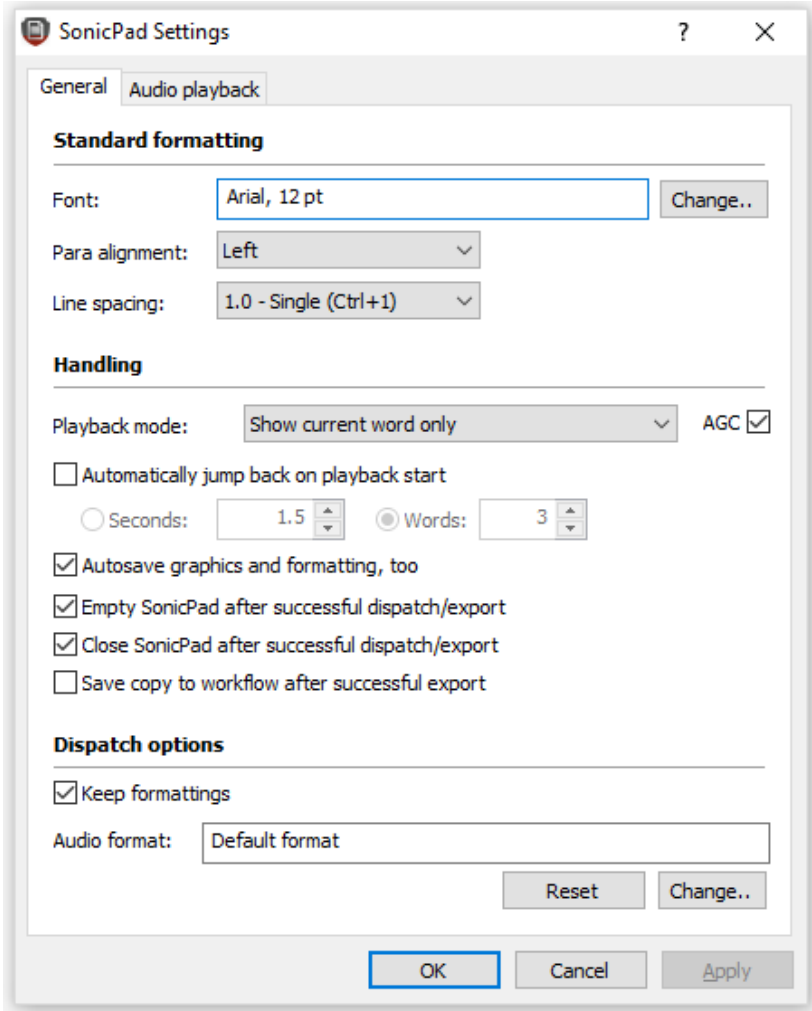 SonicPad Settings ?
General Audio playback
Standard formatting
Font: Arial, 12 pt Change..
Para alignment: Left
Line spacing: 1.0 - Single (Ctrl+1)
Handling
Playback mode: Show current word only AGC
Automatically jump back on playback start
Seconds: 1.5 Words: 3
Autosave graphics and formatting, too
Empty SonicPad after successful dispatch/export
Close SonicPad after successful dispatch/export
Save copy to workflow after successful export
Dispatch options
Keep formattings
Audio format: Default format
Reset Change..
OK Cancel Apply